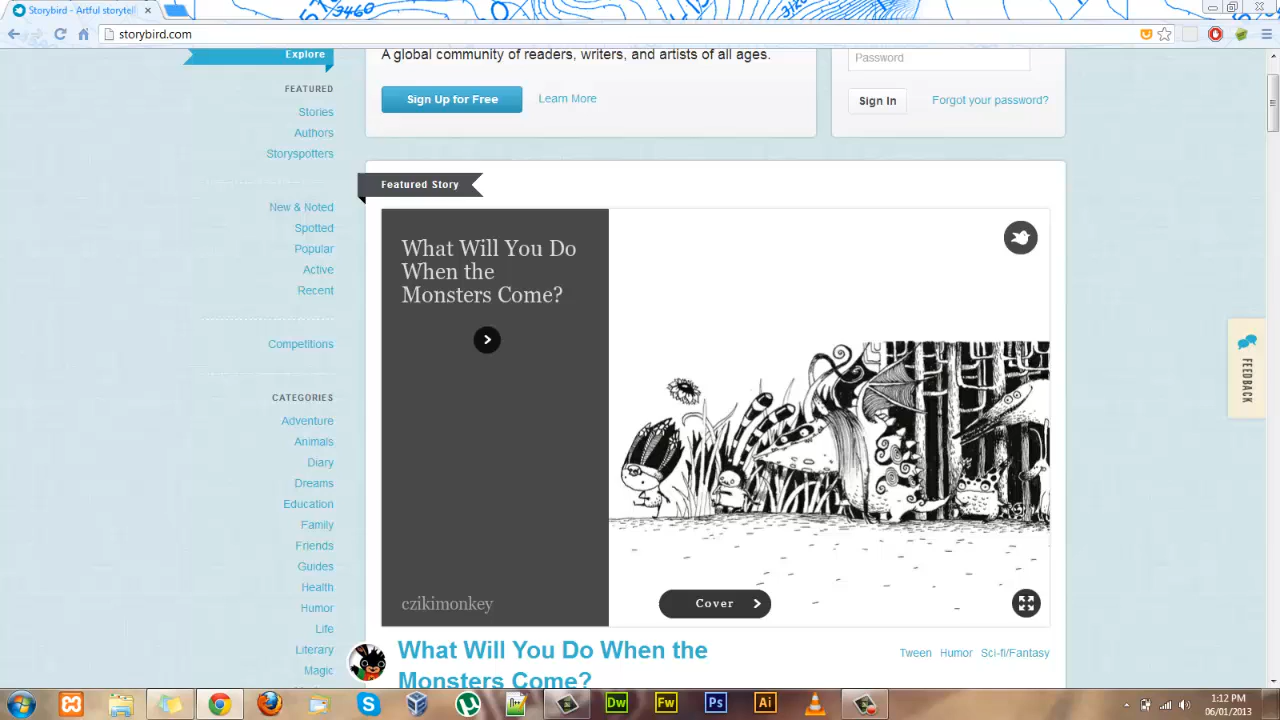 3460
Storybird - Artful storytel
storybird.com
Explore
FEATURED
Stories
Authors
Storyspotters
New & Noted
Spotted
Popular
Active
Recent
Competitions
CATEGORIES
Adventure
Animals
Diary
Dreams
Education
Family
Friends
Guides
Health
Humor
Life
Literary
Magic
A global community of readers, writers, and artists of all ages.
Sign Up for Free
Learn More
Password
Sign In
Forgot your password?
Featured Story
What Will You Do
When the
Monsters Come?
czikimonkey
Cover
What Will You Do When the
Monsters Come?
Tween Humor Sci-fi/Fantasy
FEEDBACK
Dw
Fw
Ps
Ai
1:12 PM
06/01/2013